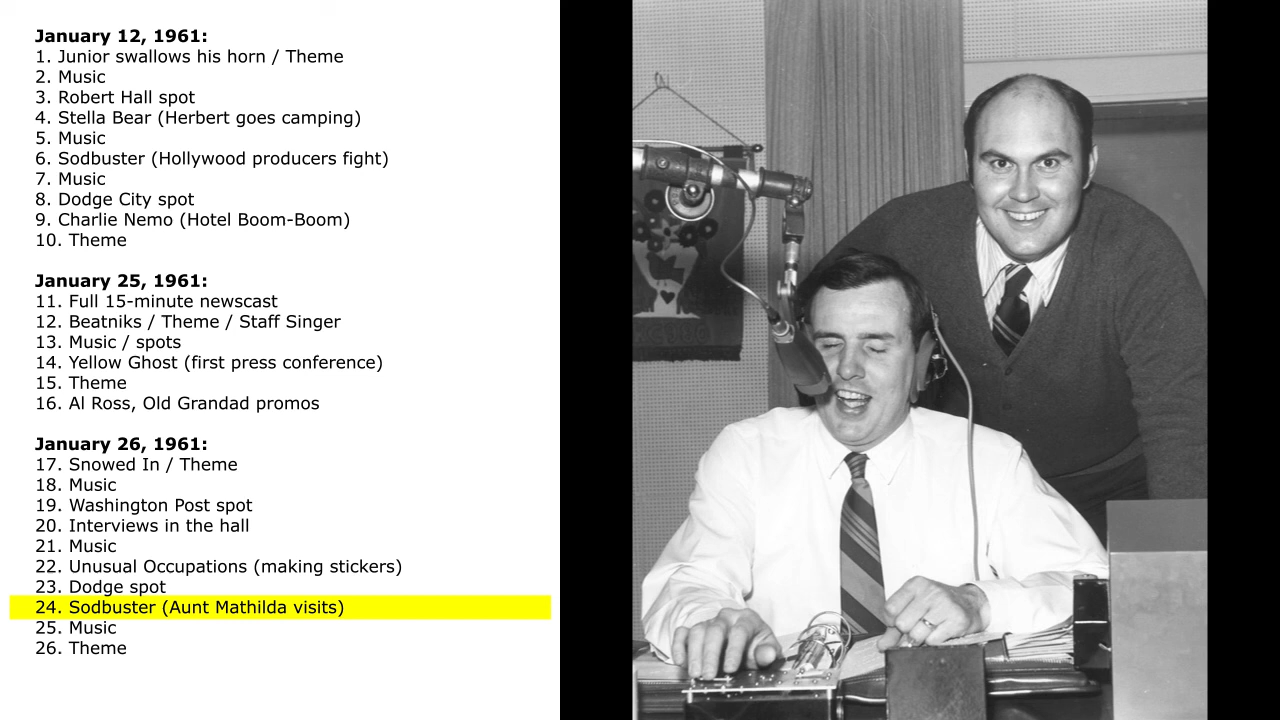 January 12, 1961:
1. Junior swallows his horn / Theme
2. Music
3. Robert Hall spot
4. Stella Bear (Herbert goes camping)
5. Music
6. Sodbuster (Hollywood producers fight)
7. Music
8. Dodge City spot
9. Charlie Nemo (Hotel Boom-Boom)
10. Theme
January 25, 1961:
11. Full 15-minute newscast
12. Beatniks / Theme / Staff Singer
13. Music / spots
14. Yellow Ghost (first press conference)
15. Theme
16. Al Ross, Old Grandad promos
January 26, 1961:
17. Snowed In / Theme
18. Music
19. Washington Post spot
20. Interviews in the hall
21. Music
22. Unusual Occupations (making stickers)
23. Dodge spot
24. Sodbuster (Aunt Mathilda visits)
25. Music
26. Theme